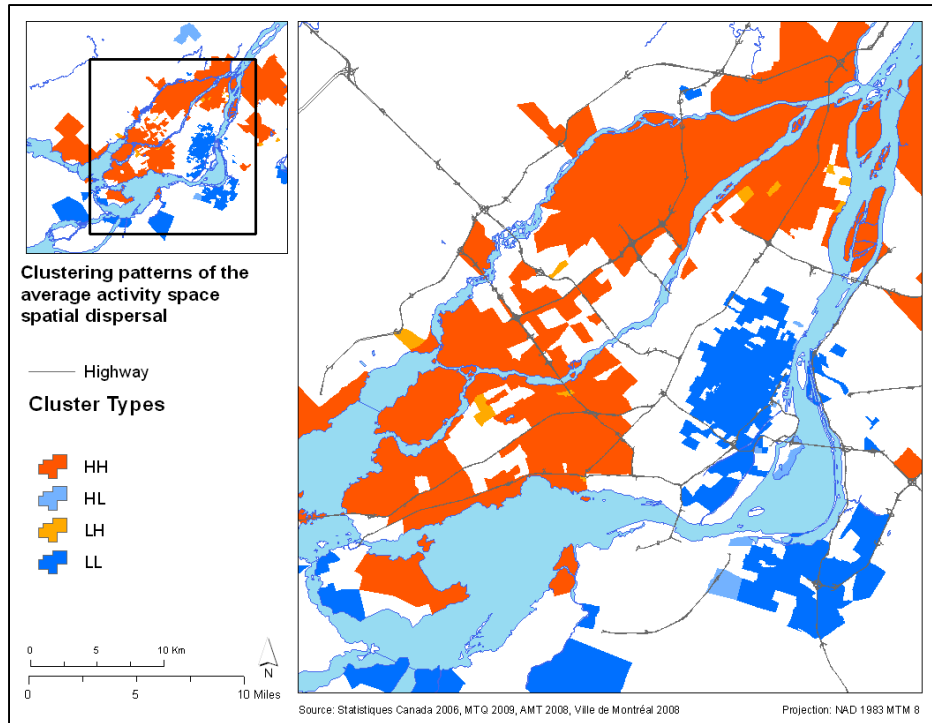 Clustering patterns of the
average activity space
spatial dispersal
Highway
Cluster Types
HH
HL
LH
LL
0 5 10 Km
N
0 5 10 Miles
Source: Statistiques Canada 2006, MTQ 2009, AMT 2008, Ville de Montréal 2008
Projection: NAD 1983 MTM 8